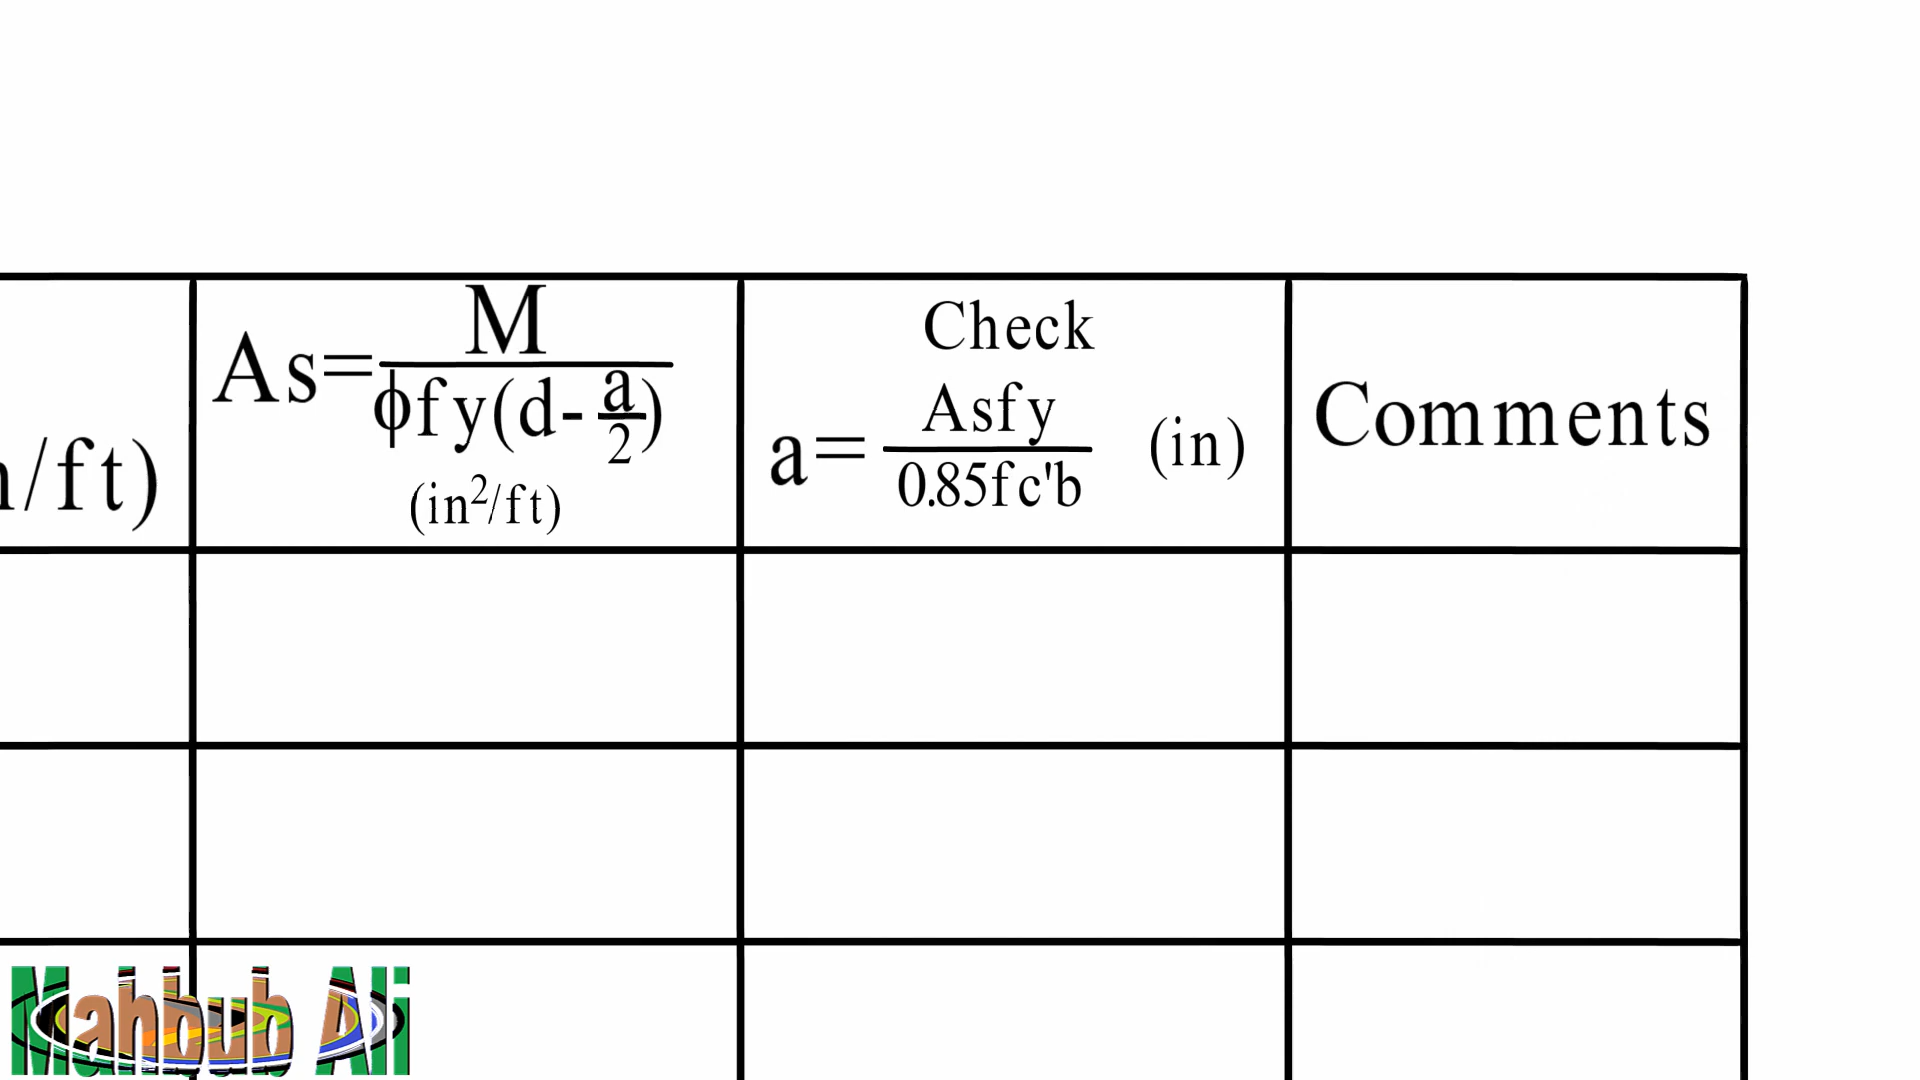 n/ft)
As=M/ϕfy(d-a/2)
(in²/ft)
Check
a=Asfy/0.85fc'b (in)
Comments
Mahbub Ali